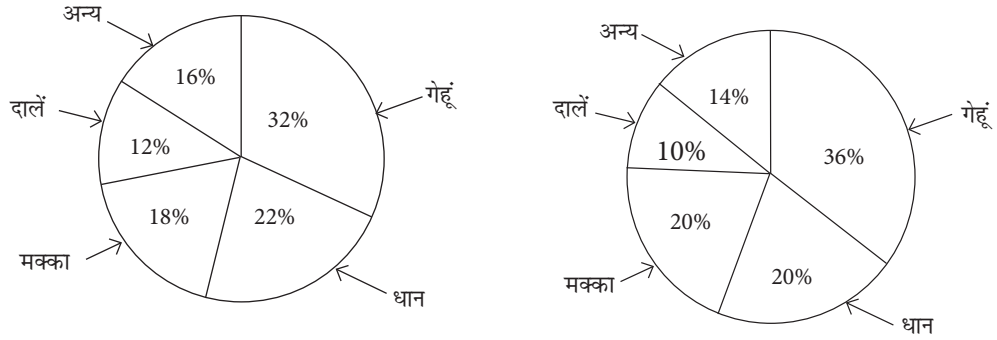 अन्य
16%
गेहूं
32%
दालें
12%
18%
22%
मक्का
धान
अन्य
14%
गेहूं
दालें
10%
36%
20%
20%
मक्का
धान